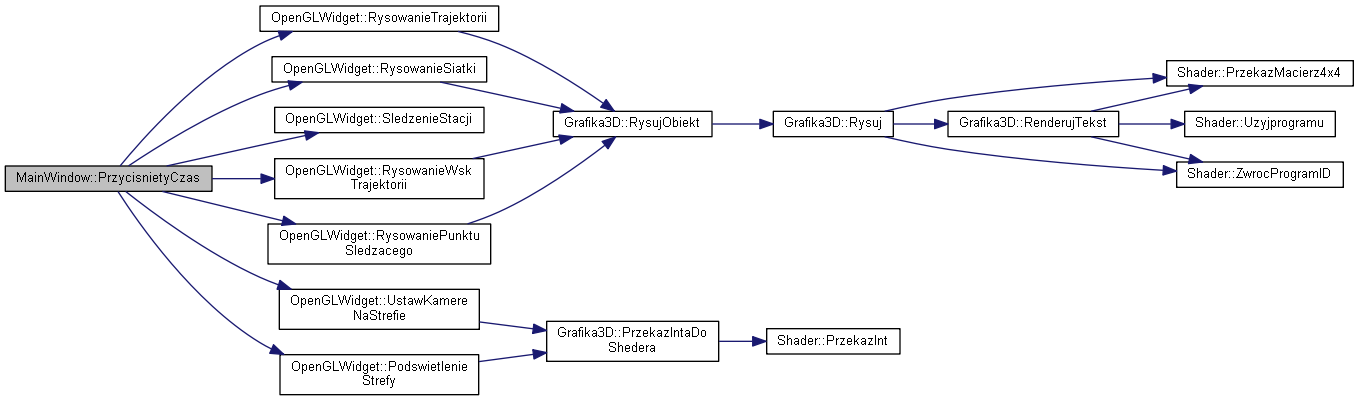 MainWindow::PrzycisnietyCzas
OpenGLWidget::RysowanieTrajektorii
OpenGLWidget::RysowanieSiatki
OpenGLWidget::SledzenieStacji
OpenGLWidget::RysowanieWsk
Trajektorii
OpenGLWidget::RysowaniePunktu
Sledzacego
OpenGLWidget::UstawKamere
NaStrefie
OpenGLWidget::Podswietlenie
Strefy
Grafika3D::RysujObiekt
Grafika3D::PrzekazIntaDo
Shedera
Grafika3D::Rysuj
Shader::PrzekazInt
Grafika3D::RenderujTekst
Shader::PrzekazMacierz4x4
Shader::Uzyjprogramu
Shader::ZwrocProgramID